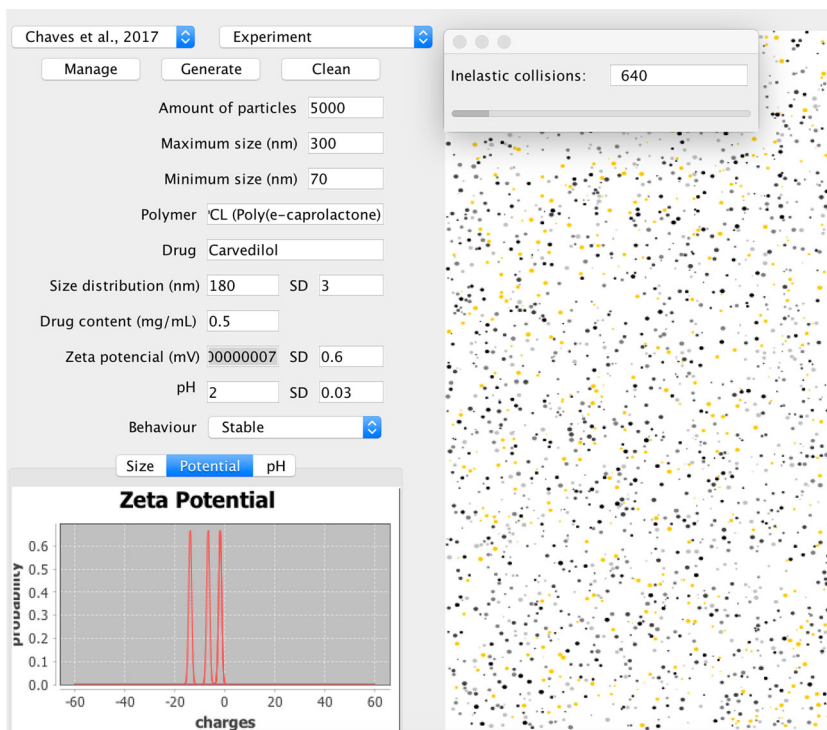 Chaves et al., 2017 Experiment
Manage Generate Clean
Inelastic collisions: 640
Amount of particles 5000
Maximum size (nm) 300
Minimum size (nm) 70
Polymer CL (Poly(e-caprolactone)
Drug Carvedilol
Size distribution (nm) 180 SD 3
Drug content (mg/mL) 0.5
Zeta potencial (mV) 00000007 SD 0.6
pH 2 SD 0.03
Behaviour Stable
Size Potential pH
Zeta Potential
probability
0.6
0.5
0.4
0.3
0.2
0.1
0.0
-60 -40 -20 0 20 40 60
charges